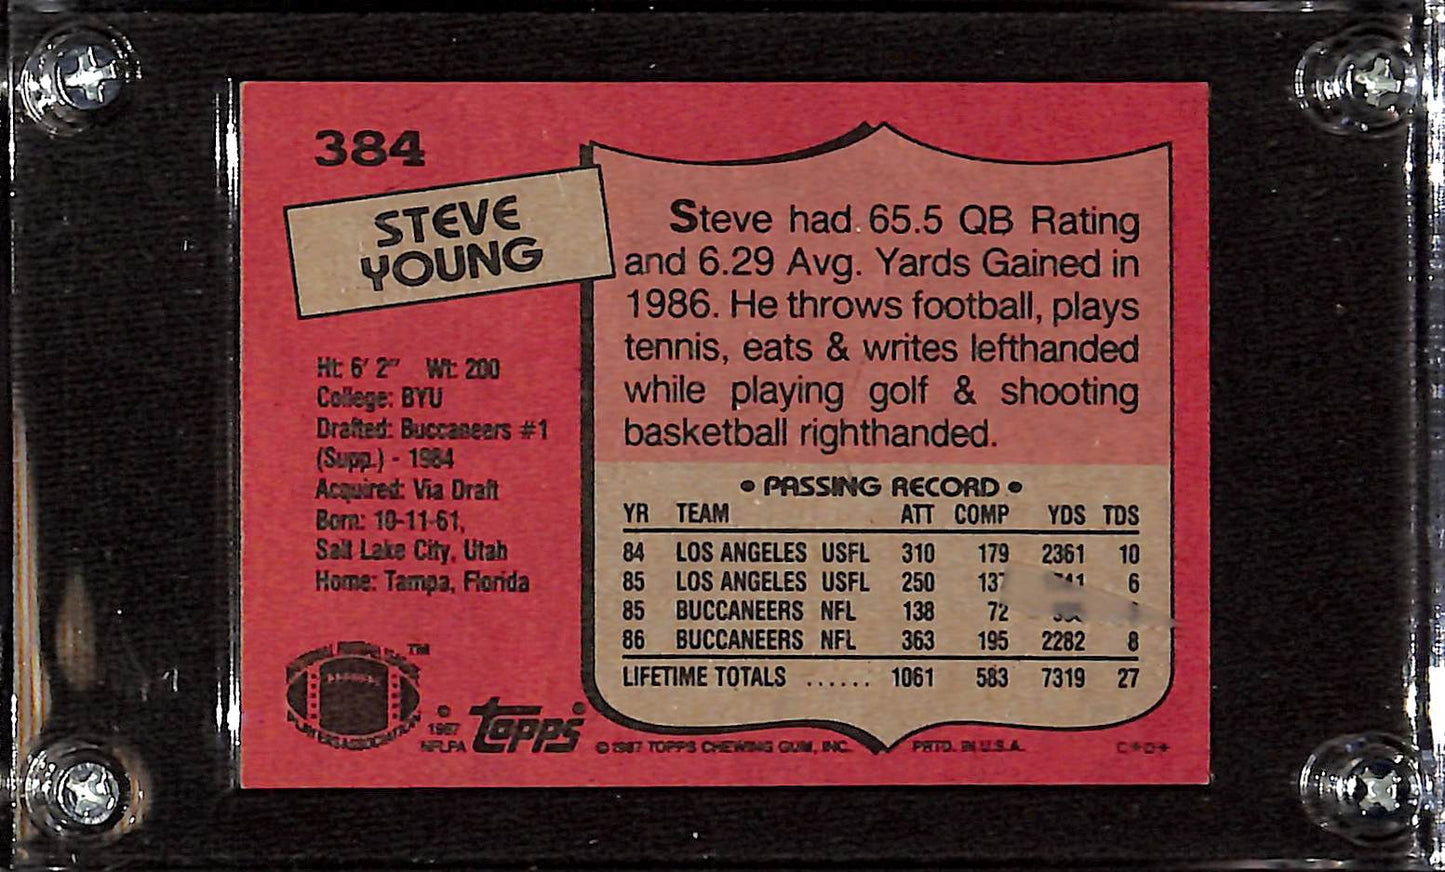 384
STEVE
YOUNG
Ht: 6' 2" Wt: 200
College: BYU
Drafted: Buccaneers #1
(Supp.) - 1984
Acquired: Via Draft
Born: 10-11-61,
Salt Lake City, Utah
Home: Tampa, Florida
Steve had 65.5 QB Rating
and 6.29 Avg. Yards Gained in
1986. He throws football, plays
tennis, eats & writes lefthanded
while playing golf & shooting
basketball righthanded.
• PASSING RECORD •
YR TEAM ATT COMP YDS TDS
84 LOS ANGELES USFL 310 179 2361 10
85 LOS ANGELES USFL 250 6
85 BUCCANEERS NFL 138 72
86 BUCCANEERS NFL 363 195 2282 8
LIFETIME TOTALS ...... 1061 583 7319 27
TM
© 1987
NFLPA
topps®
© 1987 TOPPS CHEWING GUM, INC. PRTD. IN U.S.A. C*D*